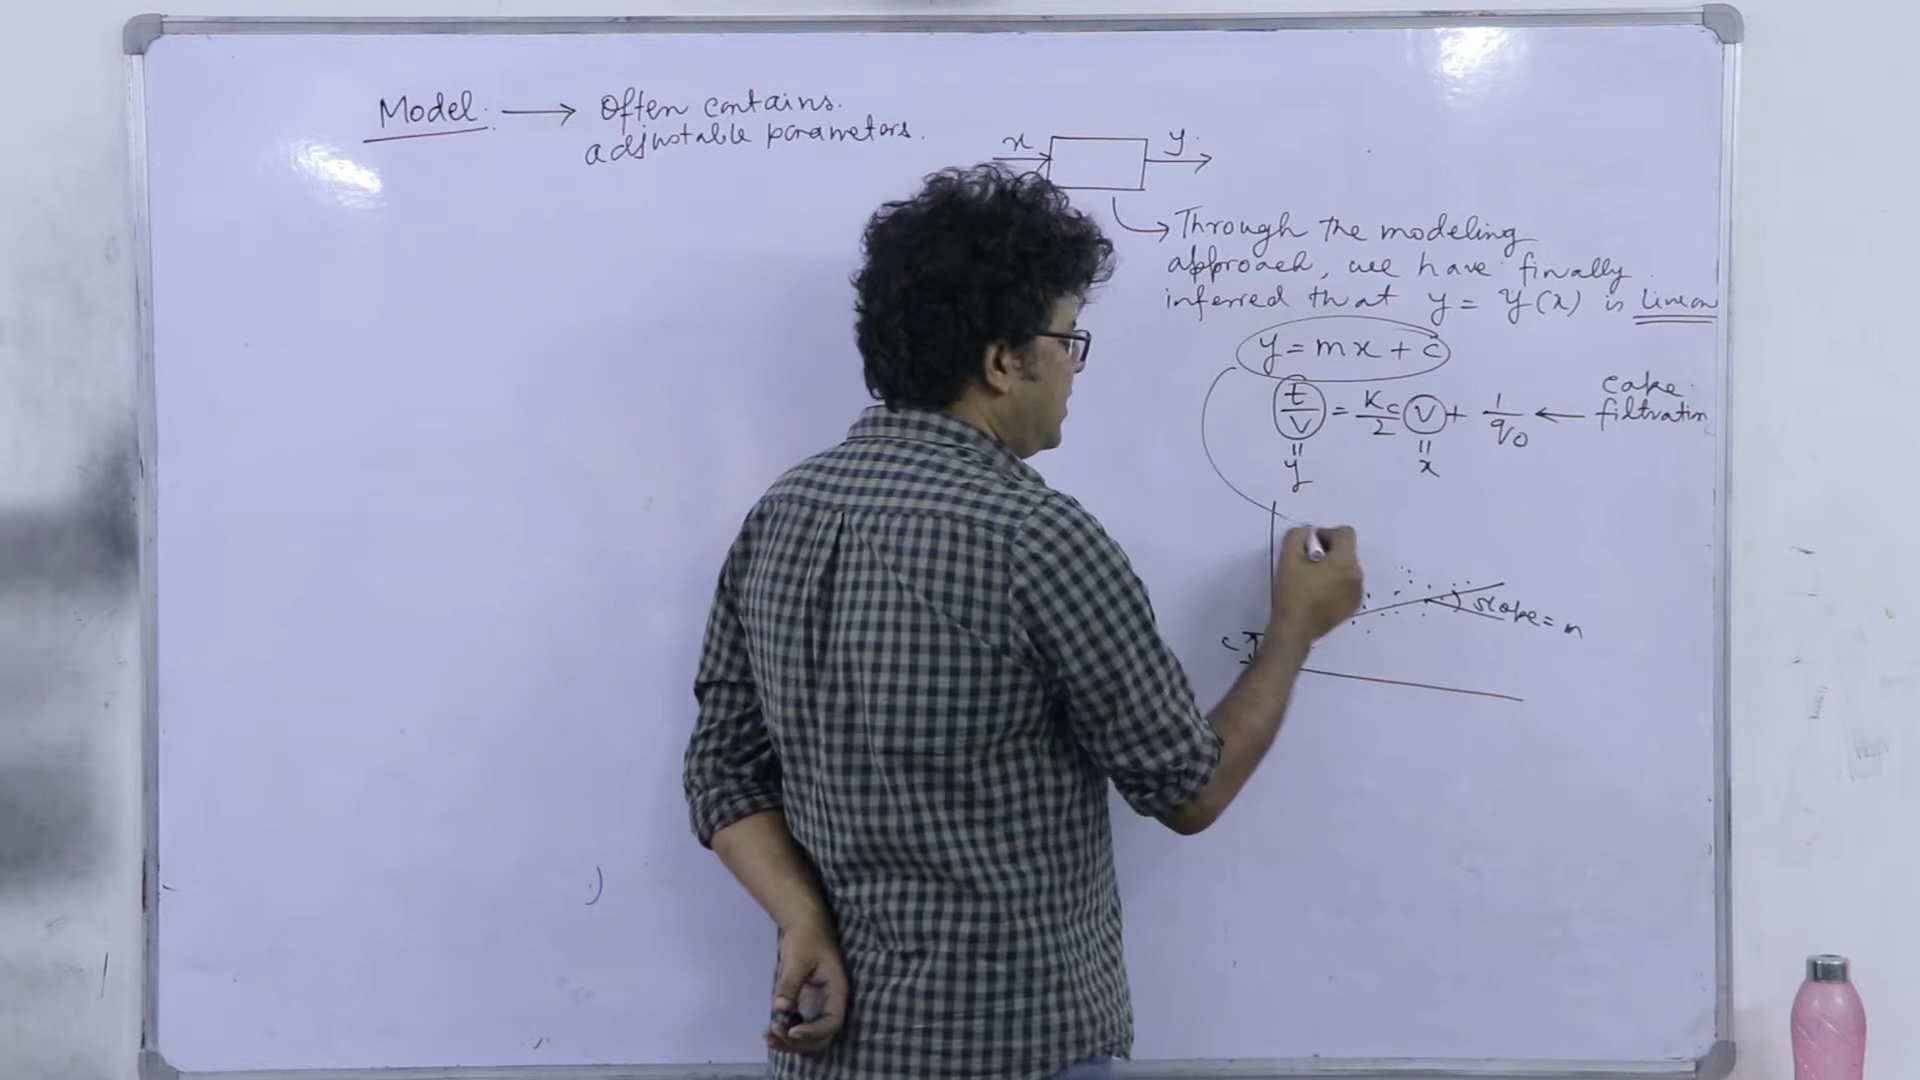 Model. → Often contains.
adjustable parameters.
x y.
→ Through the modeling
approach, we have finally
inferred that y = y(x) is linear
y = mx + c
t/V = Kc/2 V + 1/q0 ← cake filtration
= y = x
slope = m
c